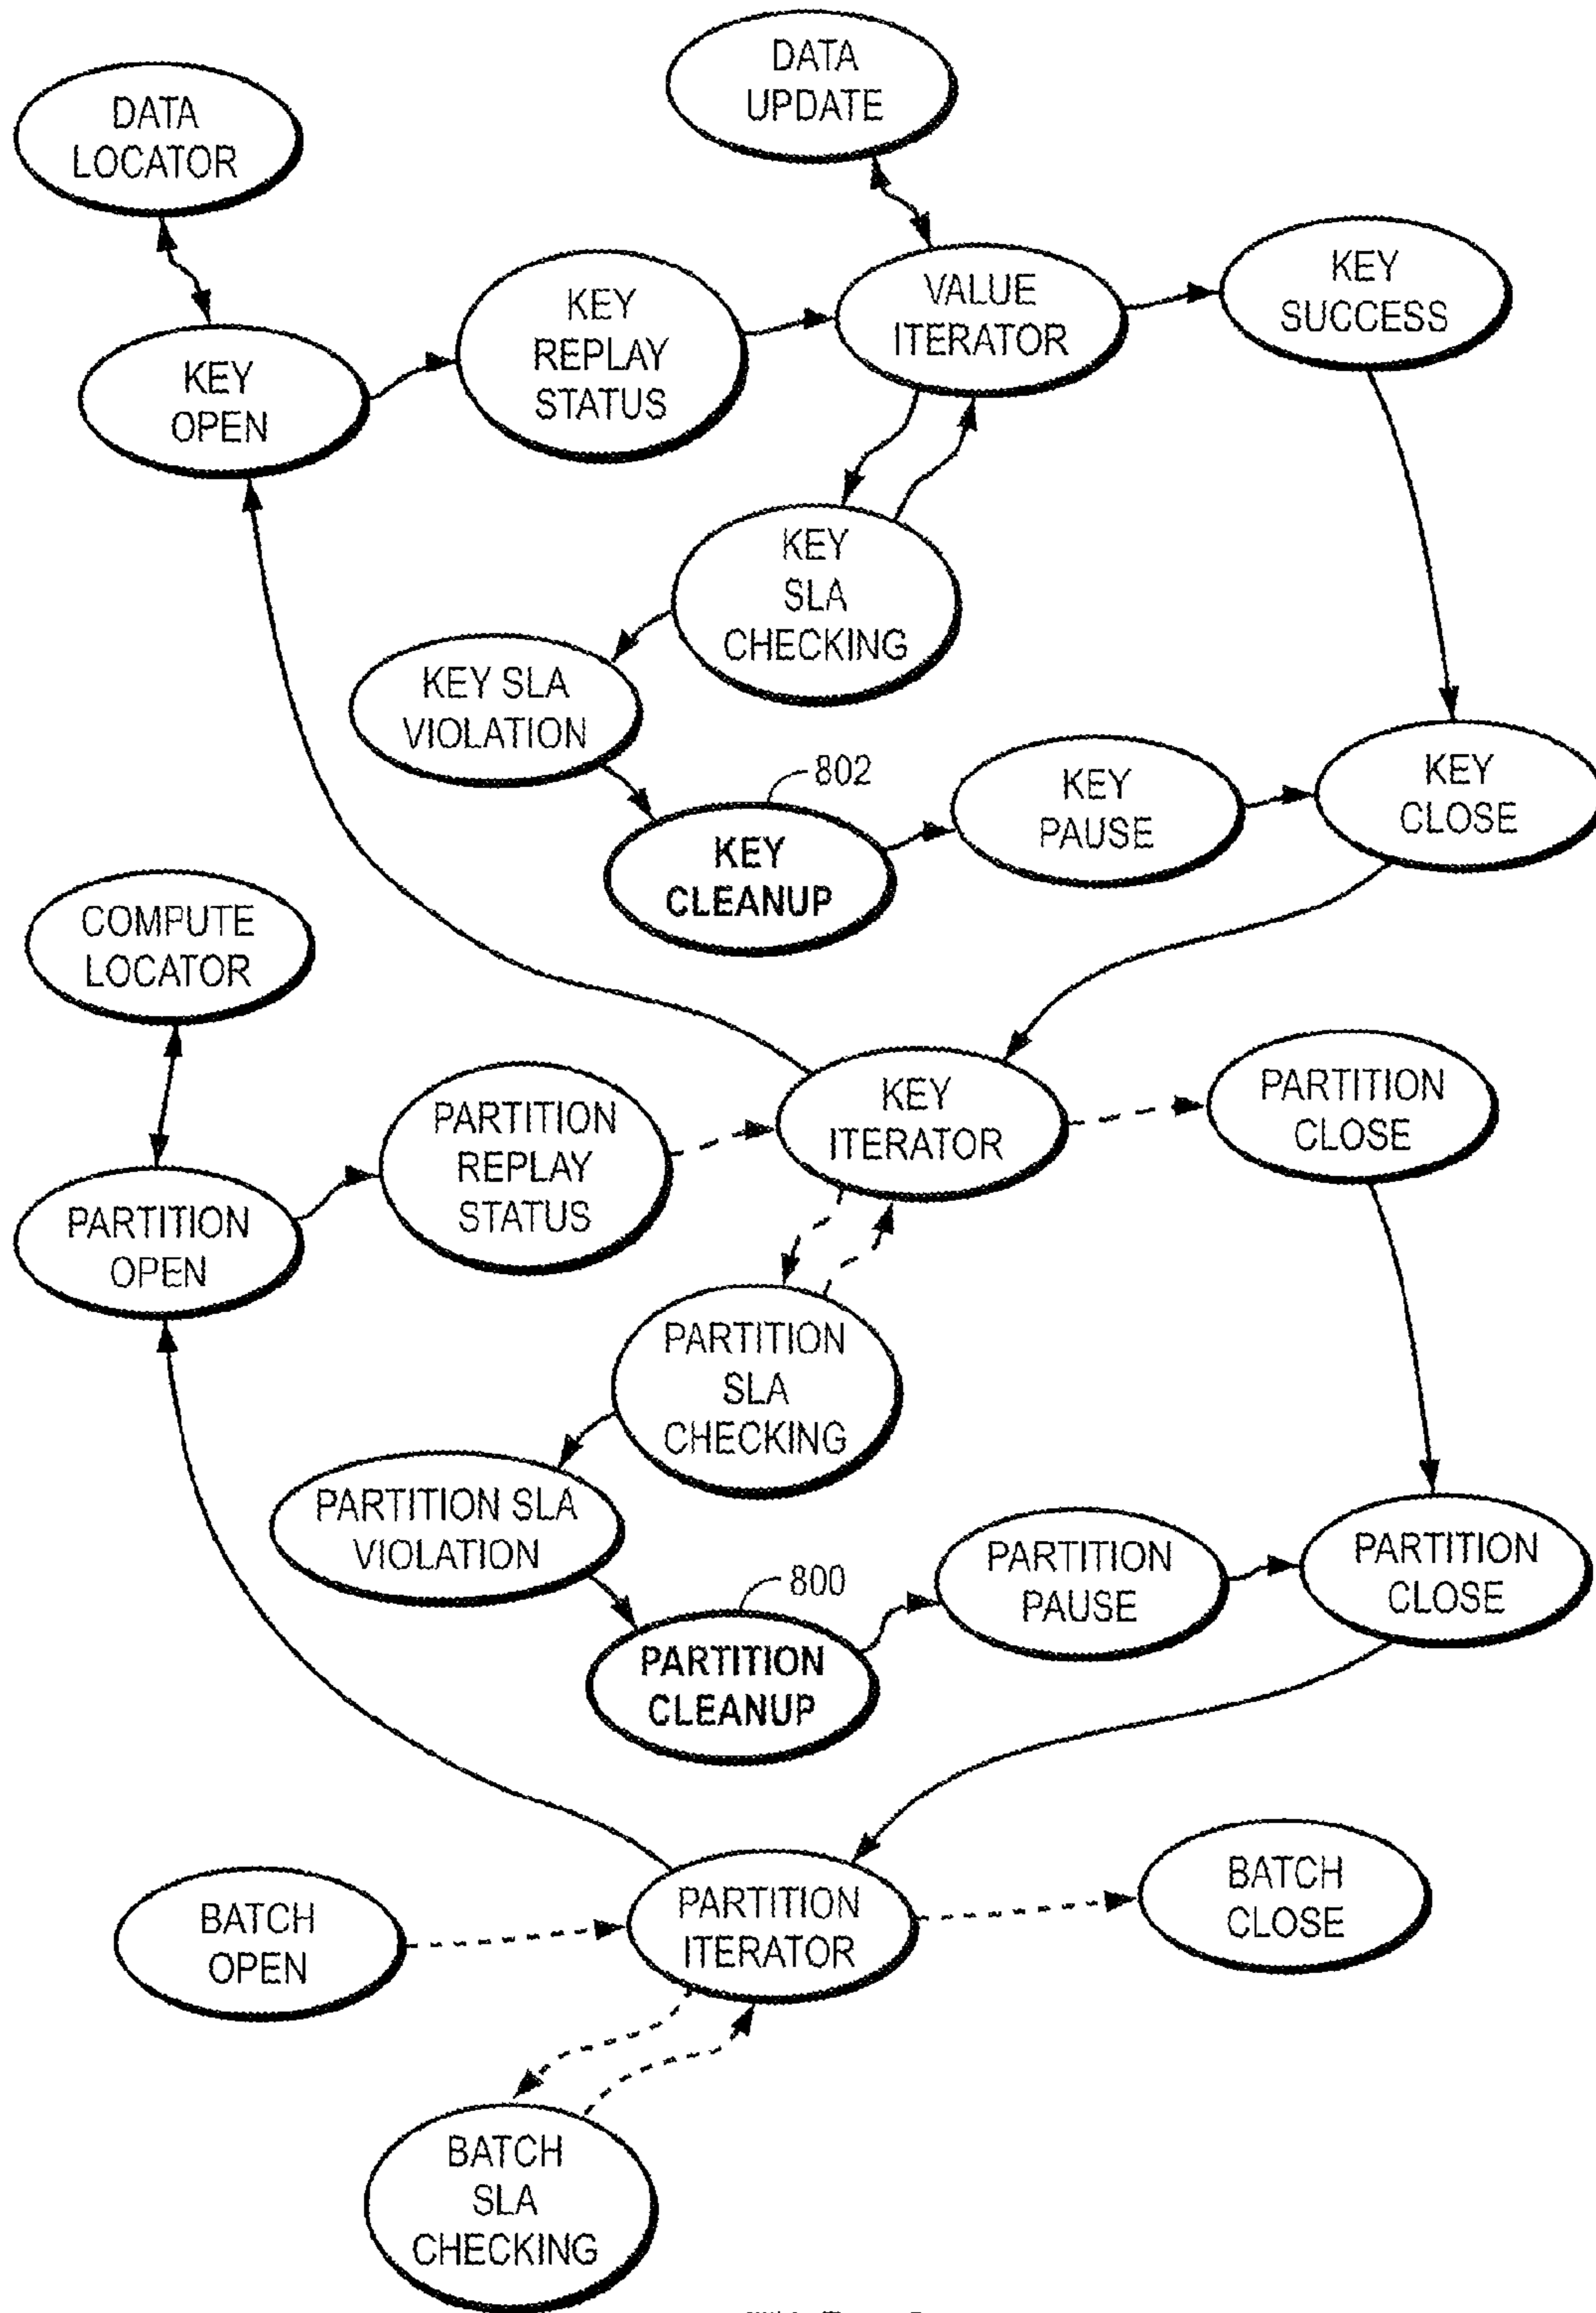 DATA
LOCATOR
DATA
UPDATE
KEY
OPEN
KEY
REPLAY
STATUS
VALUE
ITERATOR
KEY
SUCCESS
KEY
SLA
CHECKING
KEY SLA
VIOLATION
802
KEY
CLEANUP
KEY
PAUSE
KEY
CLOSE
COMPUTE
LOCATOR
PARTITION
OPEN
PARTITION
REPLAY
STATUS
KEY
ITERATOR
PARTITION
CLOSE
PARTITION
SLA
CHECKING
PARTITION SLA
VIOLATION
800
PARTITION
CLEANUP
PARTITION
PAUSE
PARTITION
CLOSE
BATCH
OPEN
PARTITION
ITERATOR
BATCH
CLOSE
BATCH
SLA
CHECKING